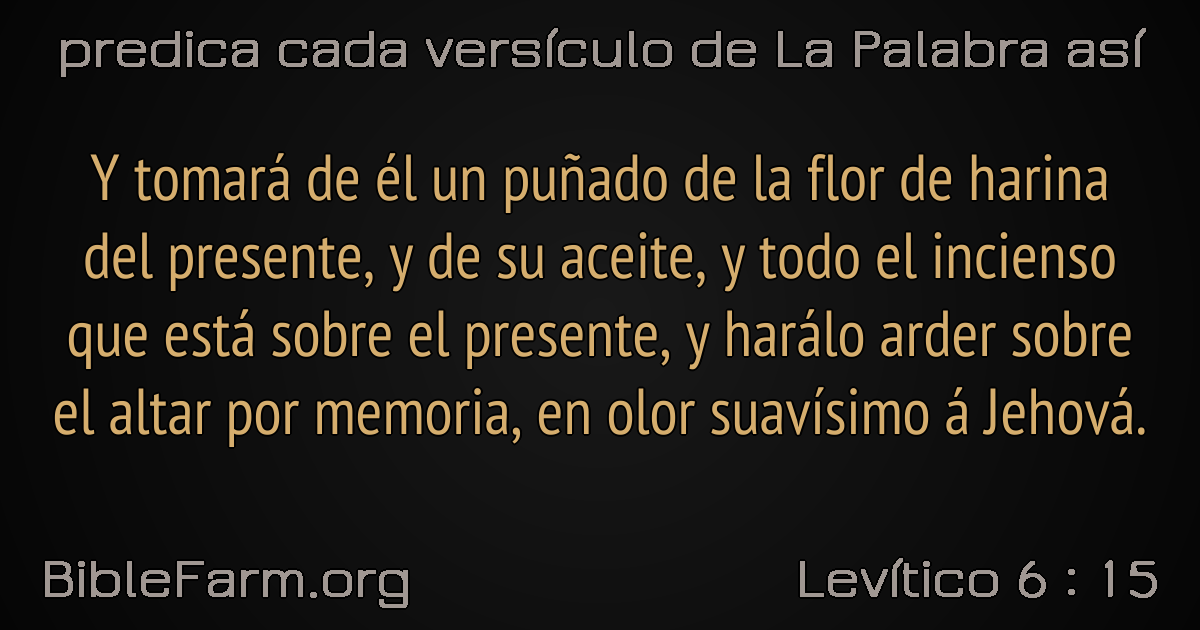 predica cada versículo de La Palabra así
Y tomará de él un puñado de la flor de harina
del presente, y de su aceite, y todo el incienso
que está sobre el presente, y harálo arder sobre
el altar por memoria, en olor suavísimo á Jehová.
BibleFarm.org
Levítico 6 : 15